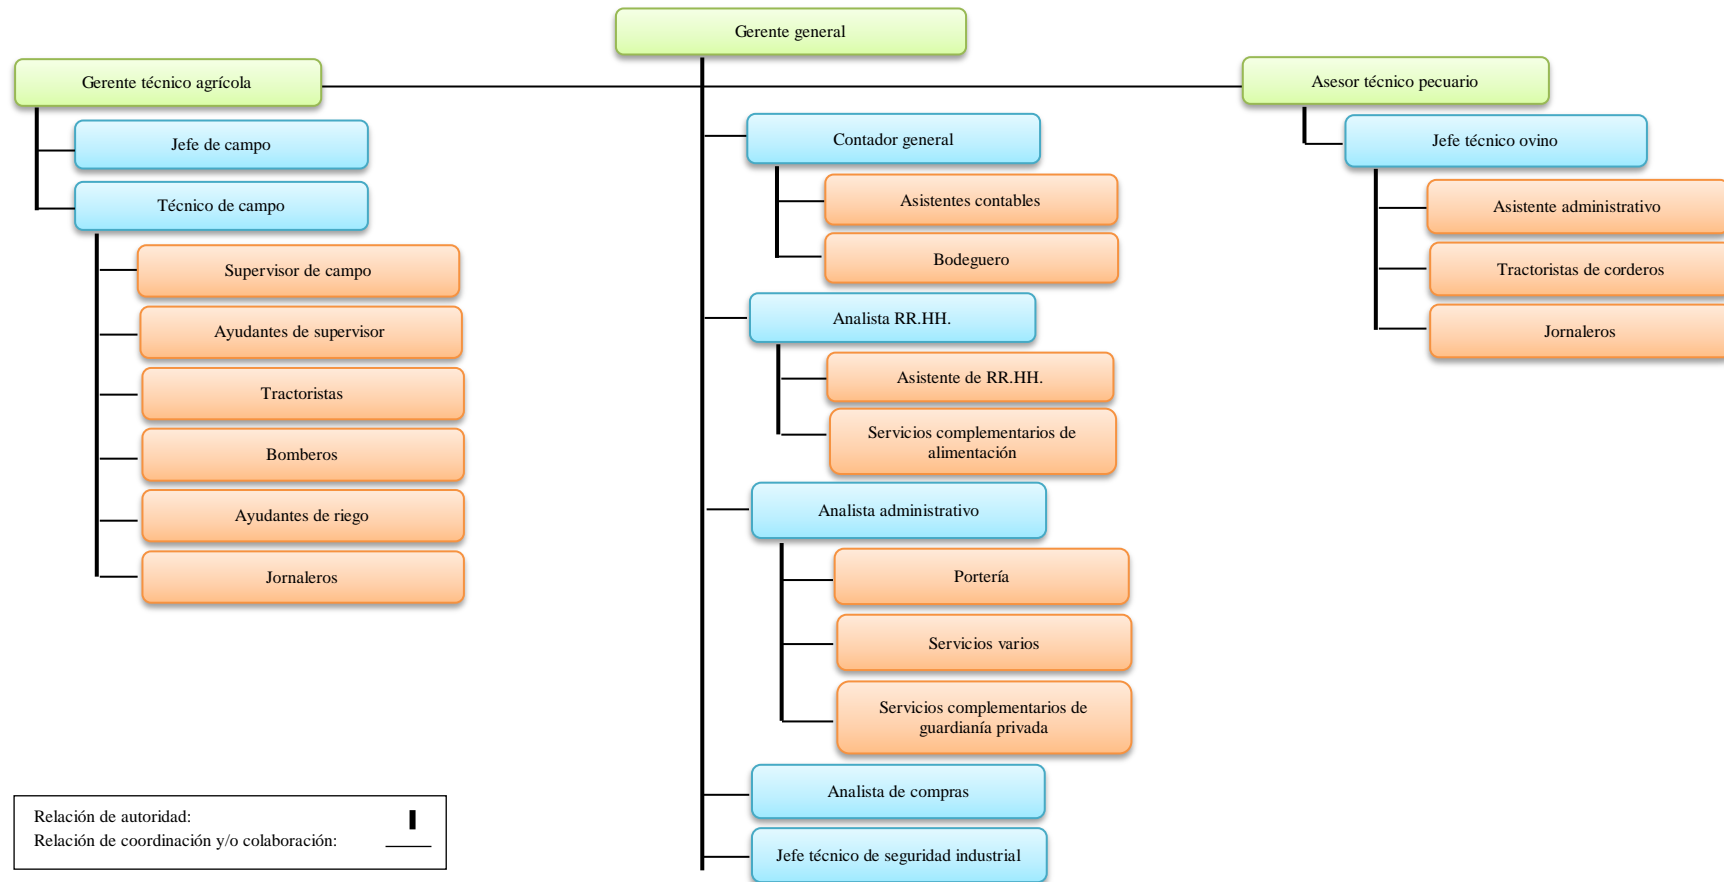 Gerente general
Gerente técnico agrícola
Jefe de campo
Técnico de campo
Supervisor de campo
Ayudantes de supervisor
Tractoristas
Bomberos
Ayudantes de riego
Jornaleros
Contador general
Asistentes contables
Bodeguero
Analista RR.HH.
Asistente de RR.HH.
Servicios complementarios de
alimentación
Analista administrativo
Portería
Servicios varios
Servicios complementarios de
guardianía privada
Analista de compras
Jefe técnico de seguridad industrial
Asesor técnico pecuario
Jefe técnico ovino
Asistente administrativo
Tractoristas de corderos
Jornaleros
Relación de autoridad:
Relación de coordinación y/o colaboración: